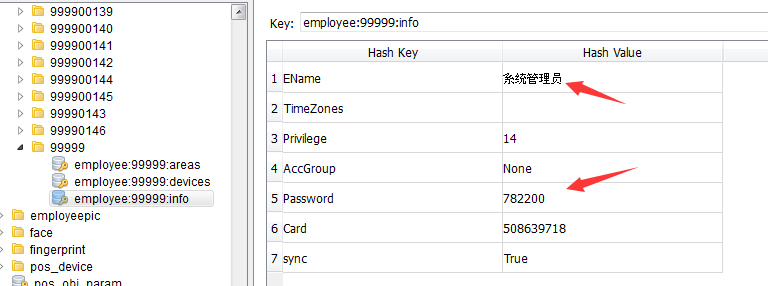 999900139
999900140
999900141
999900142
999900144
999900145
99990143
99990146
99999
employee:99999:areas
employee:99999:devices
employee:99999:info
employeepic
face
fingerprint
pos_device
Key: employee:99999:info
Hash Key Hash Value
1 EName 系统管理员
2 TimeZones
3 Privilege 14
4 AccGroup None
5 Password 782200
6 Card 508639718
7 sync True